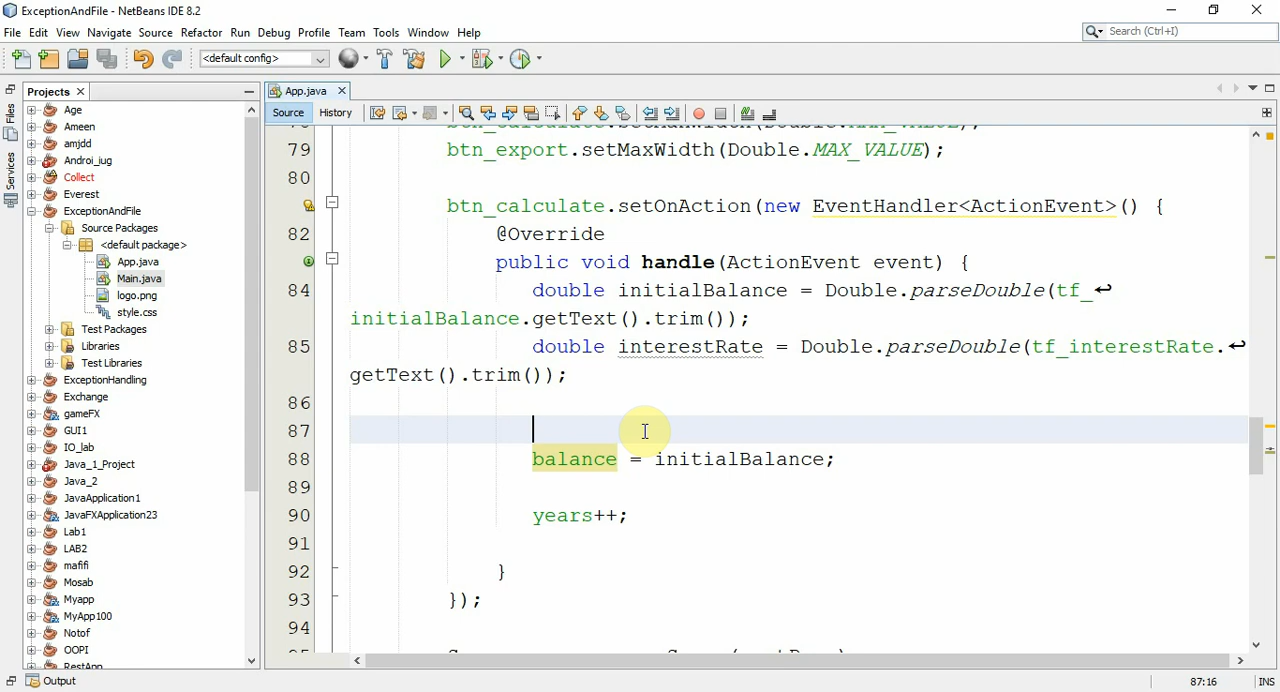 ExceptionAndFile - NetBeans IDE 8.2
File Edit View Navigate Source Refactor Run Debug Profile Team Tools Window Help
Search (Ctrl+I)
<default config>
Projects
App.java
Files
Services
Source History
Age
Ameen
amjdd
Androi_jug
Collect
Everest
ExceptionAndFile
Source Packages
<default package>
App.java
Main.java
logo.png
style.css
Test Packages
Libraries
Test Libraries
ExceptionHandling
Exchange
gameFX
GUI1
IO_lab
Java_1_Project
Java_2
JavaApplication1
JavaFXApplication23
Lab1
LAB2
mafifi
Mosab
Myapp
MyApp100
Notof
OOPI
RestApp
79 btn_export.setMaxWidth(Double.MAX_VALUE);
80
btn_calculate.setOnAction(new EventHandler<ActionEvent>() {
82 @Override
public void handle(ActionEvent event) {
84 double initialBalance = Double.parseDouble(tf_↩
initialBalance.getText().trim());
85 double interestRate = Double.parseDouble(tf_interestRate.↩
getText().trim());
86
87
88 balance = initialBalance;
89
90 years++;
91
92 }
93 });
94
Output
87:16
INS